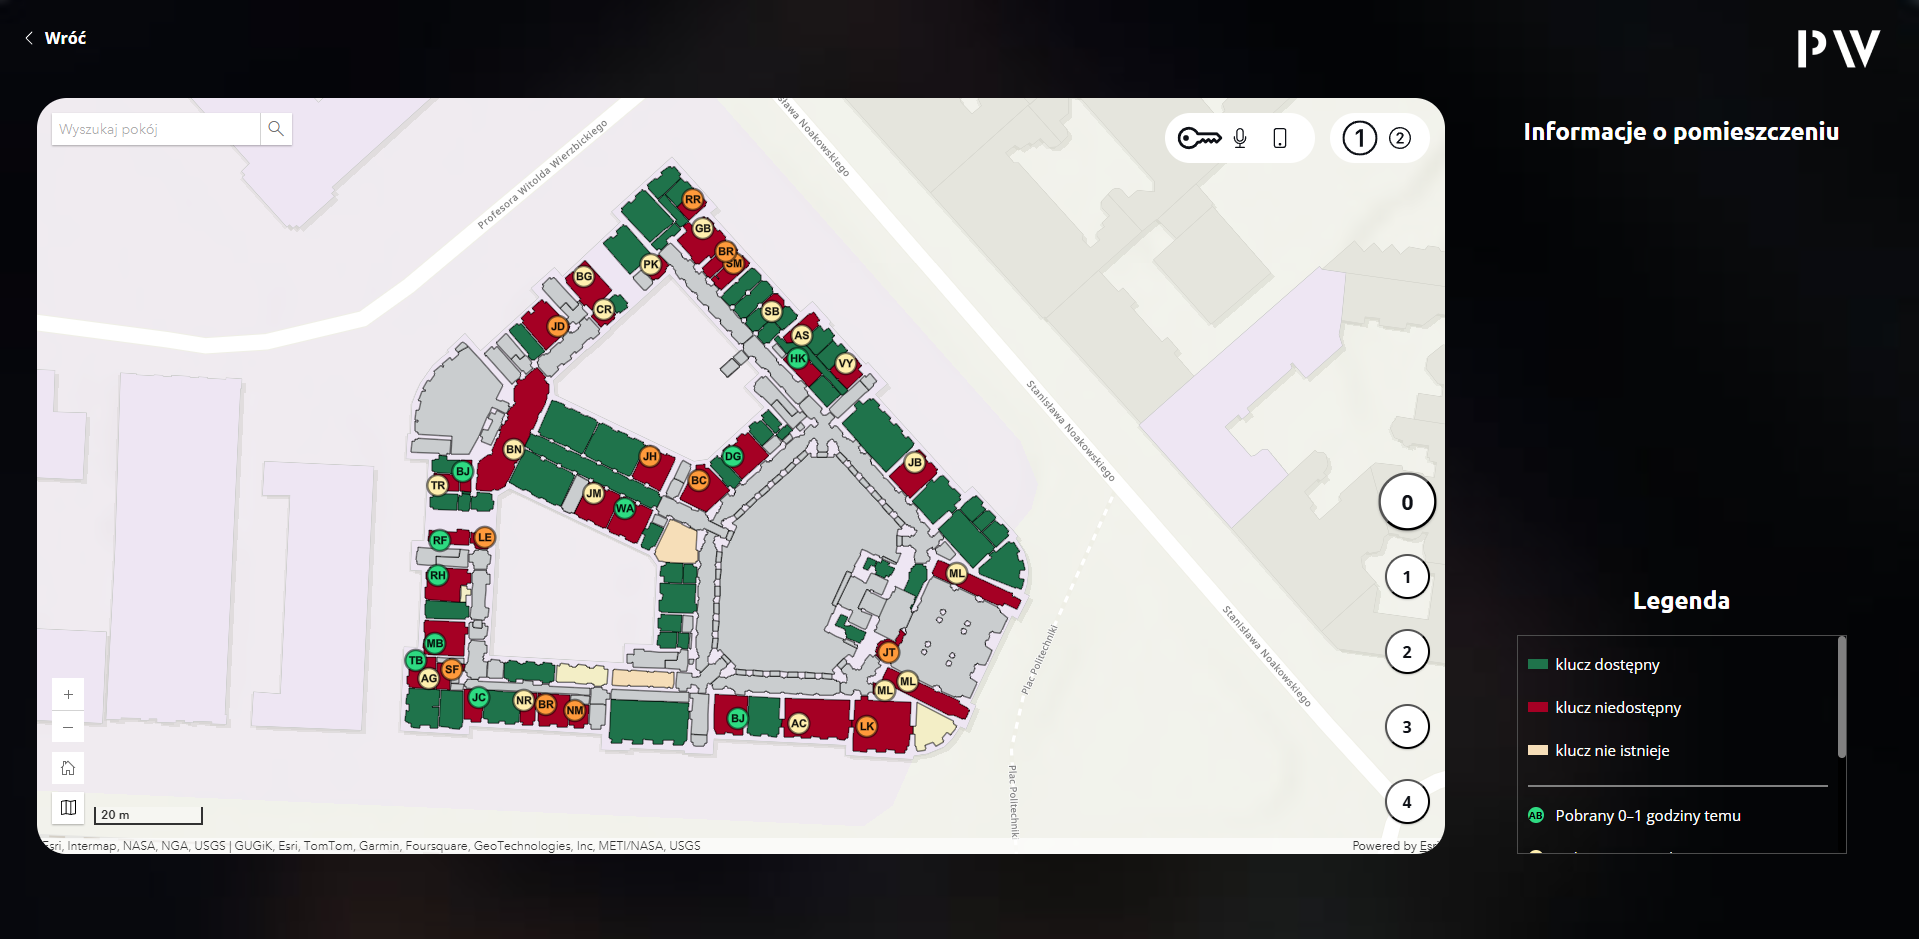 Wróć
PW
Wyszukaj pokój
Profesora Witolda Wierzbickiego
Stanisława Noakowskiego
Stanisława Noakowskiego
Plac Politechniki
1
2
Informacje o pomieszczeniu
RR
GB
BR
SM
PK
BG
CR
JD
SB
AS
HK
VY
BN
JH
DG
BC
JB
BJ
TR
JM
WA
RF
LE
RH
ML
MB
TB
SF
AG
JT
ML
ML
JC
NR
BR
NM
BJ
AC
LK
0
1
2
3
4
Legenda
klucz dostępny
klucz niedostępny
klucz nie istnieje
AB Pobrany 0–1 godziny temu
+
−
20 m
Esri, Intermap, NASA, NGA, USGS | GUGiK, Esri, TomTom, Garmin, Foursquare, GeoTechnologies, Inc, METI/NASA, USGS
Powered by Esri